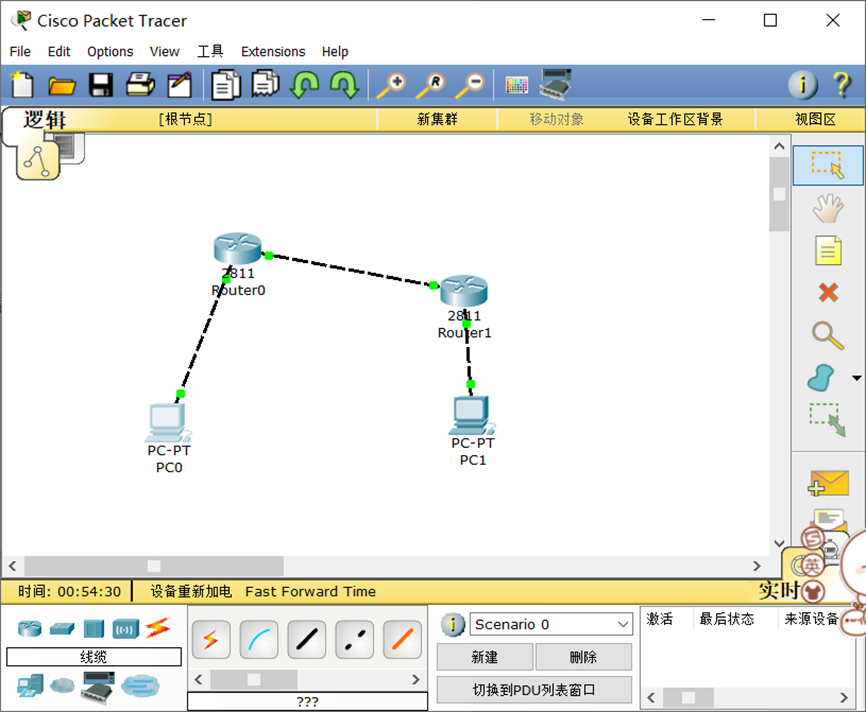 Cisco Packet Tracer
File Edit Options View 工具 Extensions Help
逻辑 [根节点] 新集群 移动对象 设备工作区背景 视图区
2811
Router0
2811
Router1
PC-PT
PC0
PC-PT
PC1
时间: 00:54:30 设备重新加电 Fast Forward Time 实时
Scenario 0
激活 最后状态 来源设备
线缆
新建 删除
切换到PDU列表窗口
???
英